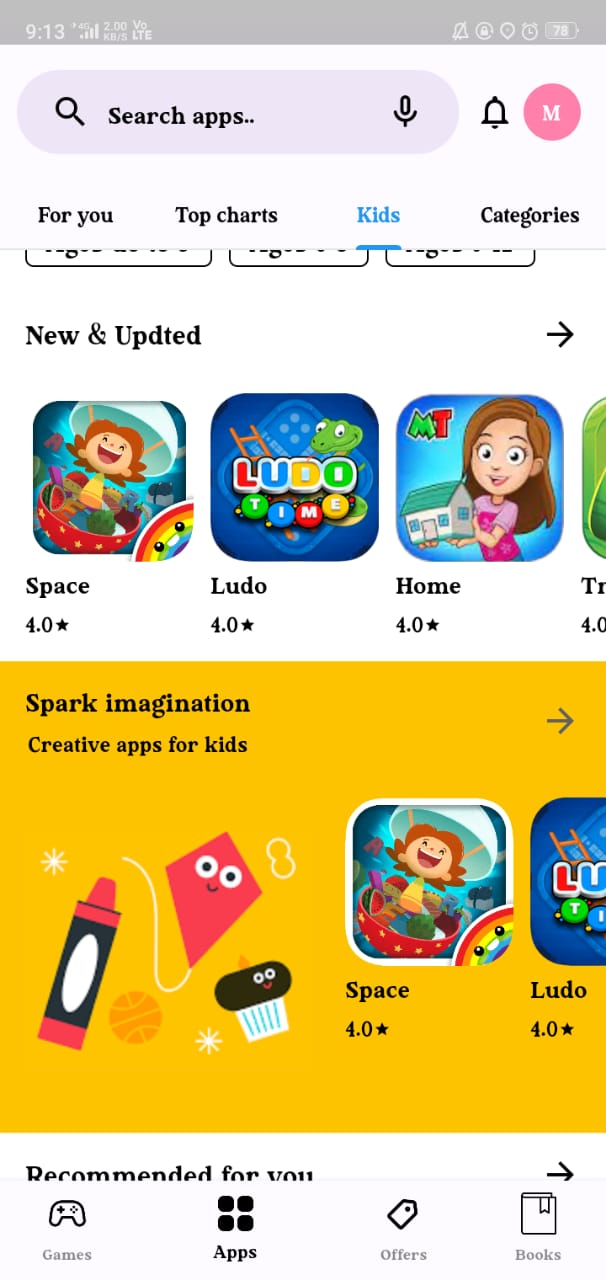 9:13 4G 2.00 KB/S Vo LTE 78
Search apps..
M
For you Top charts Kids Categories
New & Updted
MT
LUDO
TIME
Space Ludo Home Tr
4.0★ 4.0★ 4.0★ 4.0
Spark imagination
Creative apps for kids
LU
T I
Space Ludo
4.0★ 4.0★
Recommended for you
Games Apps Offers Books